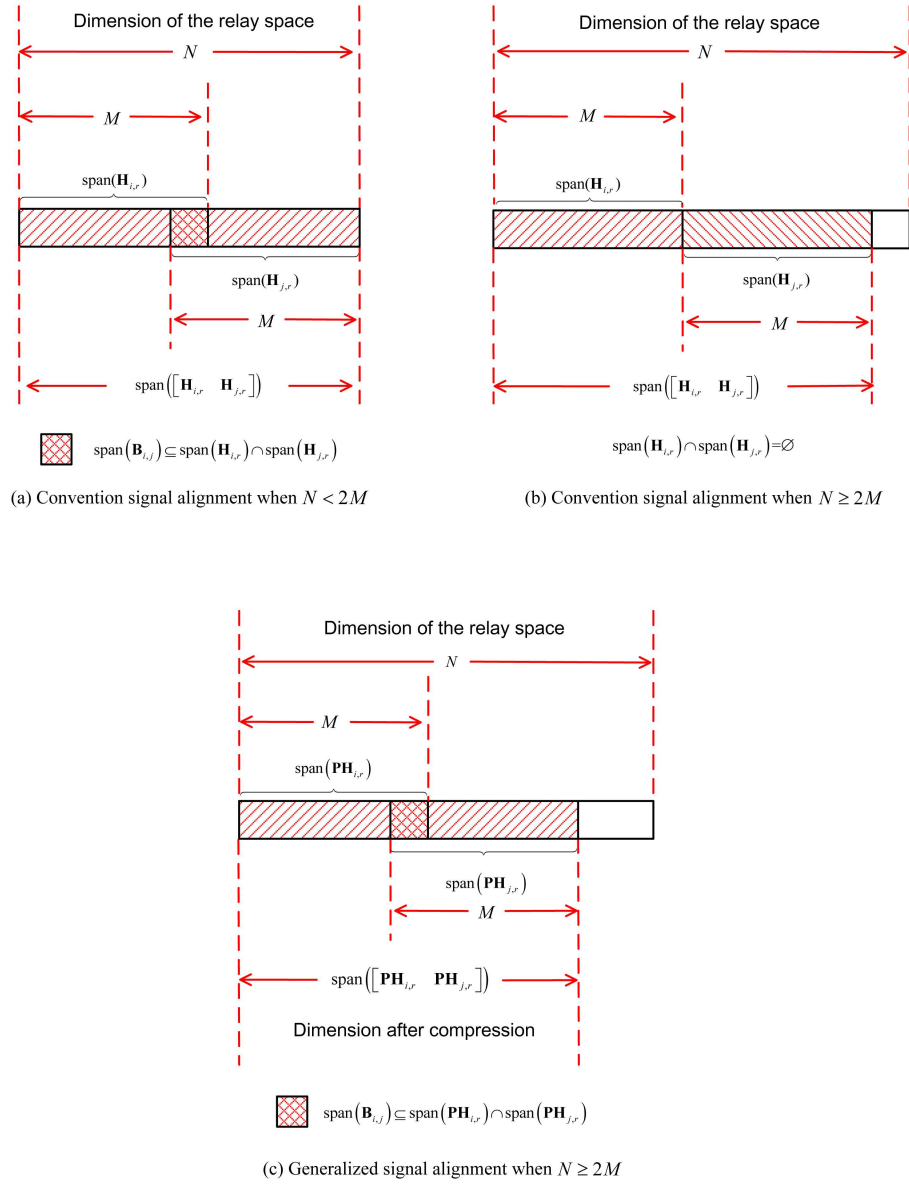 Dimension of the relay space
N
M
span(H_{i,r})
span(H_{j,r})
M
span([H_{i,r} H_{j,r}])
span(B_{i,j}) ⊆ span(H_{i,r}) ∩ span(H_{j,r})
(a) Convention signal alignment when N < 2M
Dimension of the relay space
N
M
span(H_{i,r})
span(H_{j,r})
M
span([H_{i,r} H_{j,r}])
span(H_{i,r}) ∩ span(H_{j,r})=∅
(b) Convention signal alignment when N ≥ 2M
Dimension of the relay space
N
M
span(PH_{i,r})
span(PH_{j,r})
M
span([PH_{i,r} PH_{j,r}])
Dimension after compression
span(B_{i,j}) ⊆ span(PH_{i,r}) ∩ span(PH_{j,r})
(c) Generalized signal alignment when N ≥ 2M